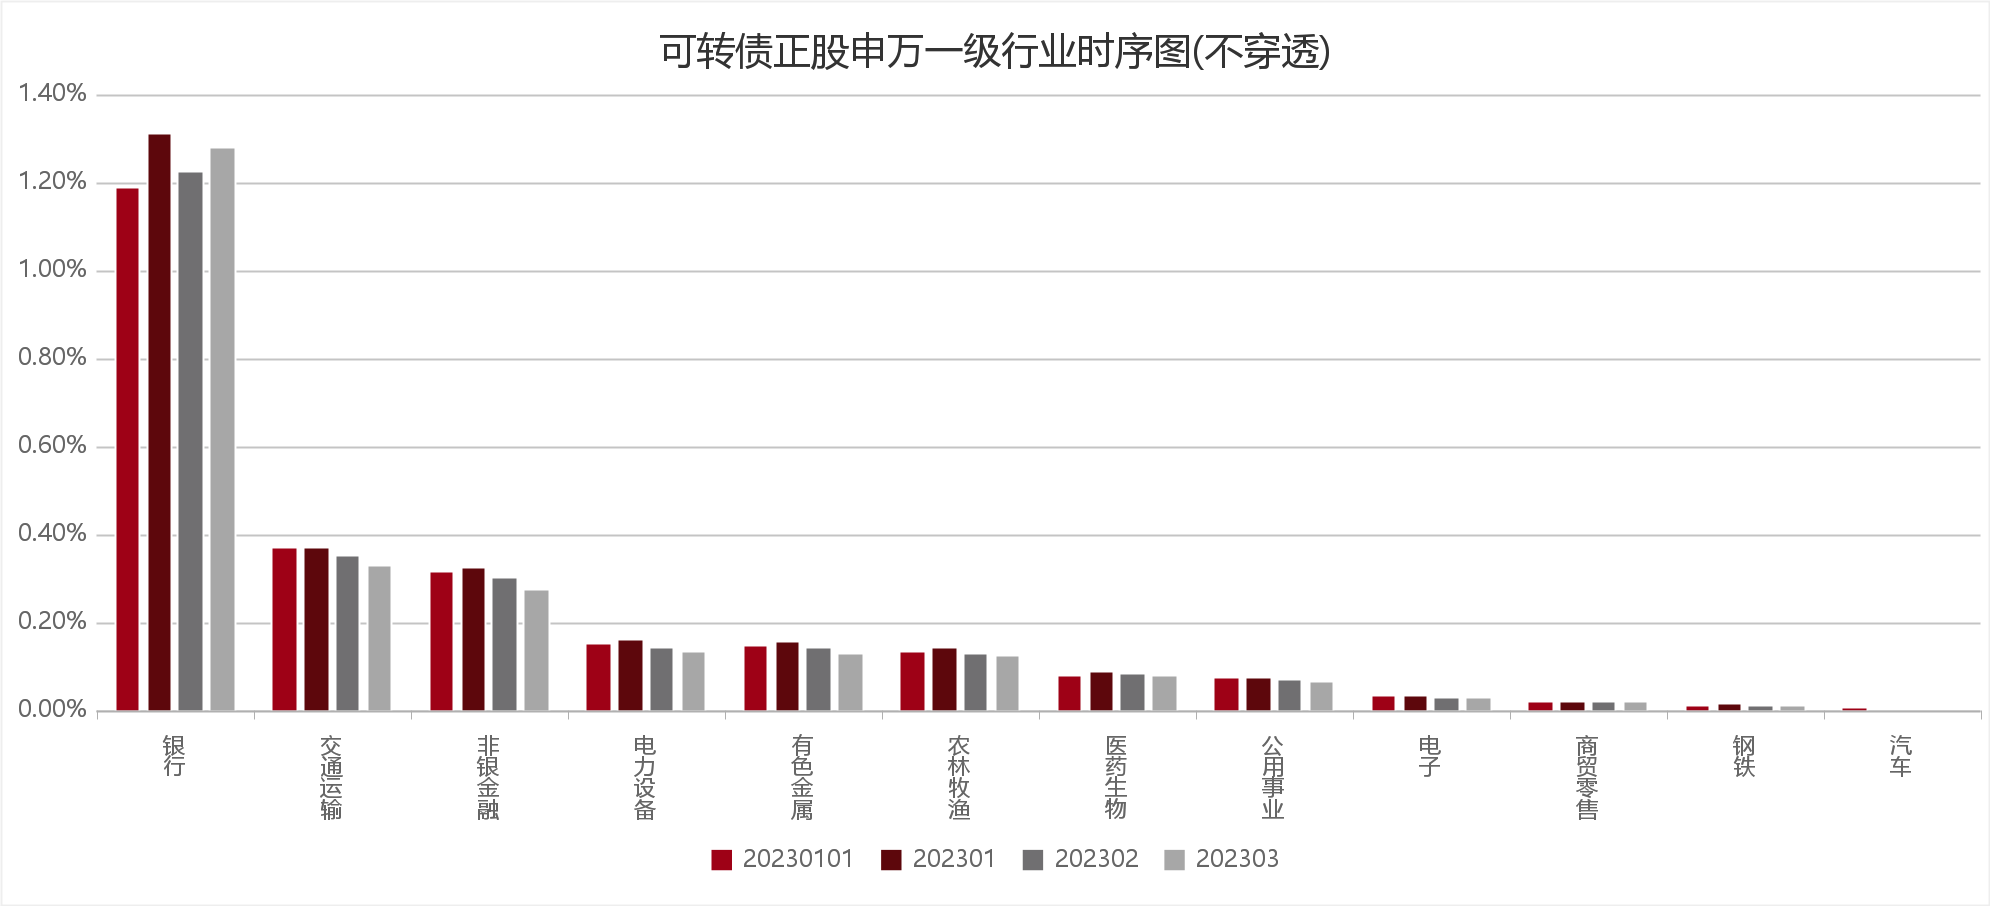 可转债正股申万一级行业时序图(不穿透)
1.40%
1.20%
1.00%
0.80%
0.60%
0.40%
0.20%
0.00%
银行
交通运输
非银金融
电力设备
有色金属
农林牧渔
医药生物
公用事业
电子
商贸零售
钢铁
汽车
20230101 202301 202302 202303